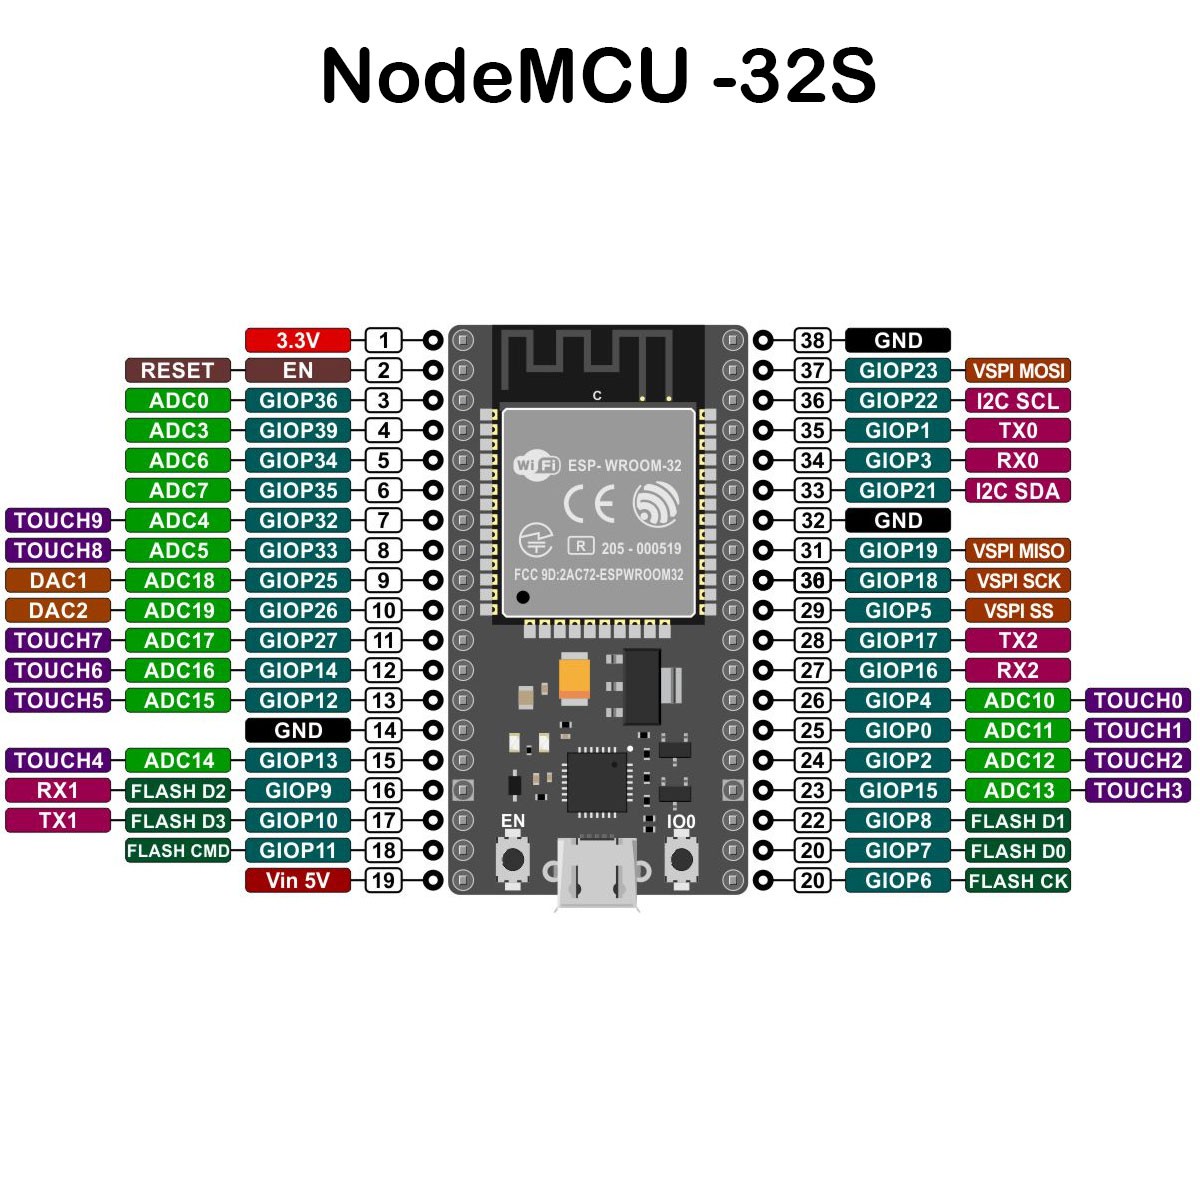 NodeMCU -32S
3.3V 1 38 GND
RESET EN 2 37 GIOP23 VSPI MOSI
ADC0 GIOP36 3 C 36 GIOP22 I2C SCL
ADC3 GIOP39 4 35 GIOP1 TX0
ADC6 GIOP34 5 WiFi ESP- WROOM-32 34 GIOP3 RX0
ADC7 GIOP35 6 CE 33 GIOP21 I2C SDA
TOUCH9 ADC4 GIOP32 7 32 GND
TOUCH8 ADC5 GIOP33 8 R 205 - 000519 31 GIOP19 VSPI MISO
DAC1 ADC18 GIOP25 9 FCC 9D:2AC72-ESPWROOM32 30 GIOP18 VSPI SCK
DAC2 ADC19 GIOP26 10 29 GIOP5 VSPI SS
TOUCH7 ADC17 GIOP27 11 28 GIOP17 TX2
TOUCH6 ADC16 GIOP14 12 27 GIOP16 RX2
TOUCH5 ADC15 GIOP12 13 26 GIOP4 ADC10 TOUCH0
GND 14 25 GIOP0 ADC11 TOUCH1
TOUCH4 ADC14 GIOP13 15 24 GIOP2 ADC12 TOUCH2
RX1 FLASH D2 GIOP9 16 23 GIOP15 ADC13 TOUCH3
TX1 FLASH D3 GIOP10 17 EN IO0 22 GIOP8 FLASH D1
FLASH CMD GIOP11 18 20 GIOP7 FLASH D0
Vin 5V 19 20 GIOP6 FLASH CK